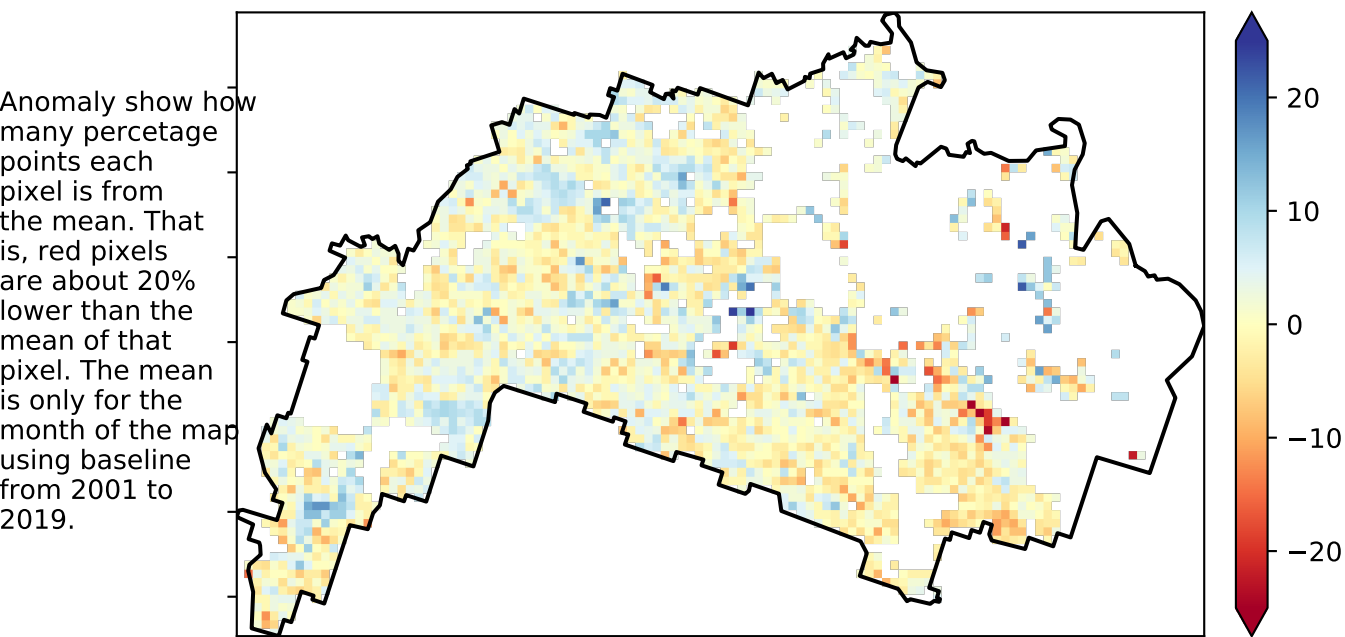 Anomaly show how
many percetage
points each
pixel is from
the mean. That
is, red pixels
are about 20%
lower than the
mean of that
pixel. The mean
is only for the
month of the map
using baseline
from 2001 to
2019.
20
10
0
−10
−20